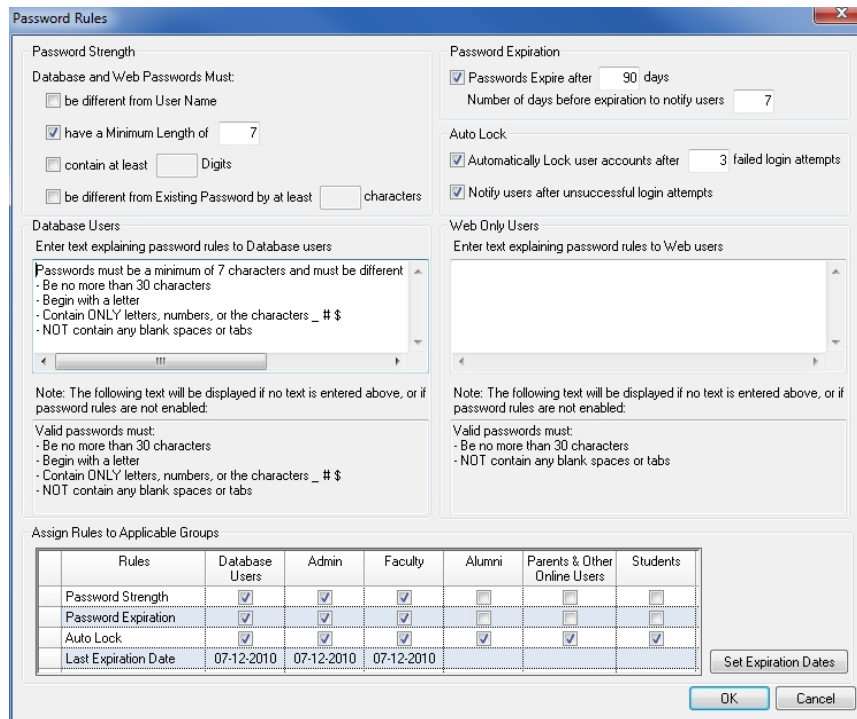 Password Rules
Password Strength
Database and Web Passwords Must:
be different from User Name
have a Minimum Length of 7
contain at least Digits
be different from Existing Password by at least characters
Password Expiration
Passwords Expire after 90 days
Number of days before expiration to notify users 7
Auto Lock
Automatically Lock user accounts after 3 failed login attempts
Notify users after unsuccessful login attempts
Database Users
Enter text explaining password rules to Database users
Passwords must be a minimum of 7 characters and must be different
- Be no more than 30 characters
- Begin with a letter
- Contain ONLY letters, numbers, or the characters _ # $
- NOT contain any blank spaces or tabs
Note: The following text will be displayed if no text is entered above, or if
password rules are not enabled:
Valid passwords must:
- Be no more than 30 characters
- Begin with a letter
- Contain ONLY letters, numbers, or the characters _ # $
- NOT contain any blank spaces or tabs
Web Only Users
Enter text explaining password rules to Web users
Note: The following text will be displayed if no text is entered above, or if
password rules are not enabled:
Valid passwords must:
- Be no more than 30 characters
- NOT contain any blank spaces or tabs
Assign Rules to Applicable Groups
Rules Database Users Admin Faculty Alumni Parents & Other Online Users Students
Password Strength
Password Expiration
Auto Lock
Last Expiration Date 07-12-2010 07-12-2010 07-12-2010
Set Expiration Dates
OK Cancel